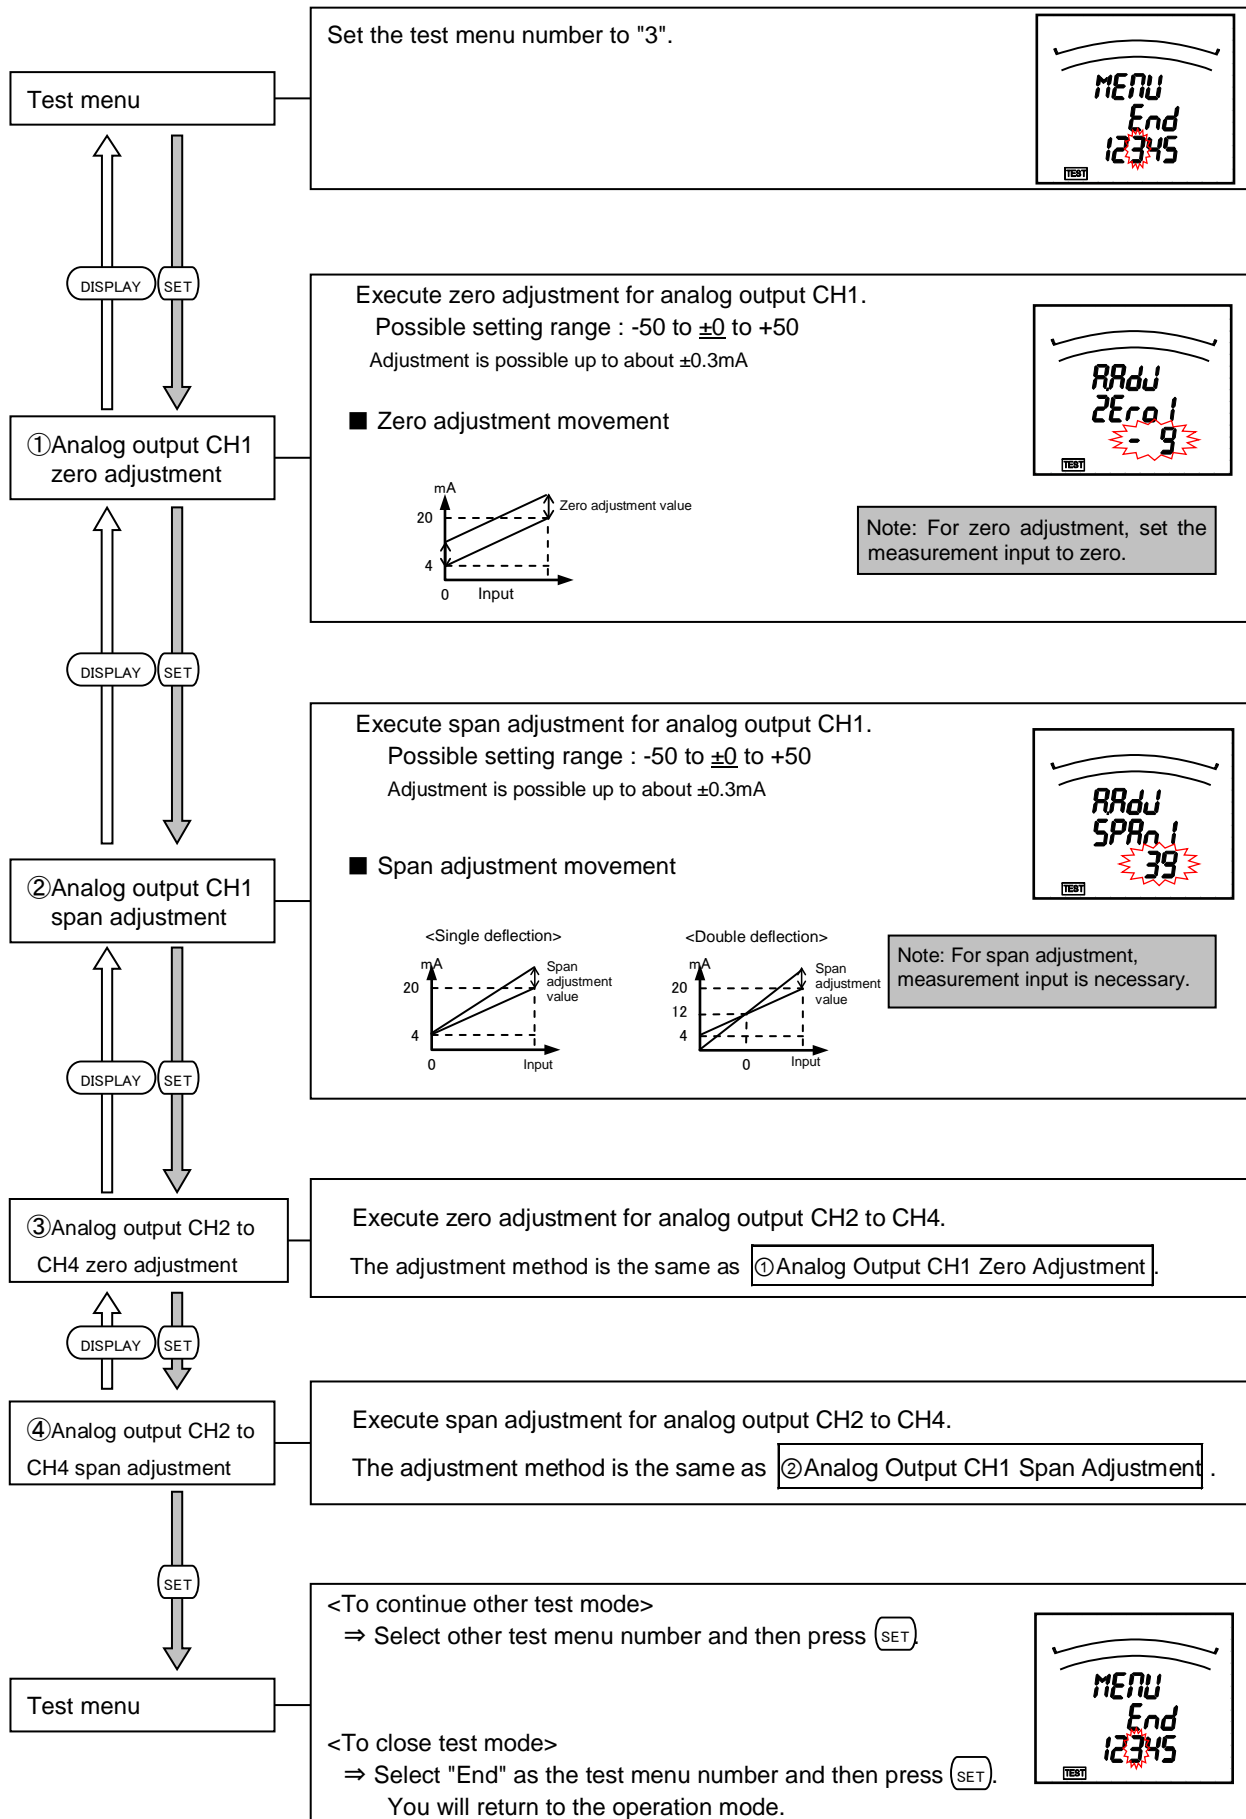 Set the test menu number to "3".
Test menu
MENU
End
12345
TEST
DISPLAY SET
Execute zero adjustment for analog output CH1.
Possible setting range : -50 to ±0 to +50
Adjustment is possible up to about ±0.3mA
■ Zero adjustment movement
①Analog output CH1
zero adjustment
A.AdJ
ZEro 1
- 9
TEST
mA
20
4
0 Input
Zero adjustment value
Note: For zero adjustment, set the
measurement input to zero.
DISPLAY SET
Execute span adjustment for analog output CH1.
Possible setting range : -50 to ±0 to +50
Adjustment is possible up to about ±0.3mA
■ Span adjustment movement
②Analog output CH1
span adjustment
A.AdJ
SPAn 1
39
TEST
<Single deflection>
mA
20
4
0 Input
Span
adjustment
value
<Double deflection>
mA
20
12
4
0 Input
Span
adjustment
value
Note: For span adjustment,
measurement input is necessary.
DISPLAY SET
③Analog output CH2 to
CH4 zero adjustment
Execute zero adjustment for analog output CH2 to CH4.
The adjustment method is the same as ①Analog Output CH1 Zero Adjustment.
DISPLAY SET
④Analog output CH2 to
CH4 span adjustment
Execute span adjustment for analog output CH2 to CH4.
The adjustment method is the same as ②Analog Output CH1 Span Adjustment .
SET
Test menu
<To continue other test mode>
⇒ Select other test menu number and then press SET.
<To close test mode>
⇒ Select "End" as the test menu number and then press SET.
You will return to the operation mode.
MENU
End
12345
TEST